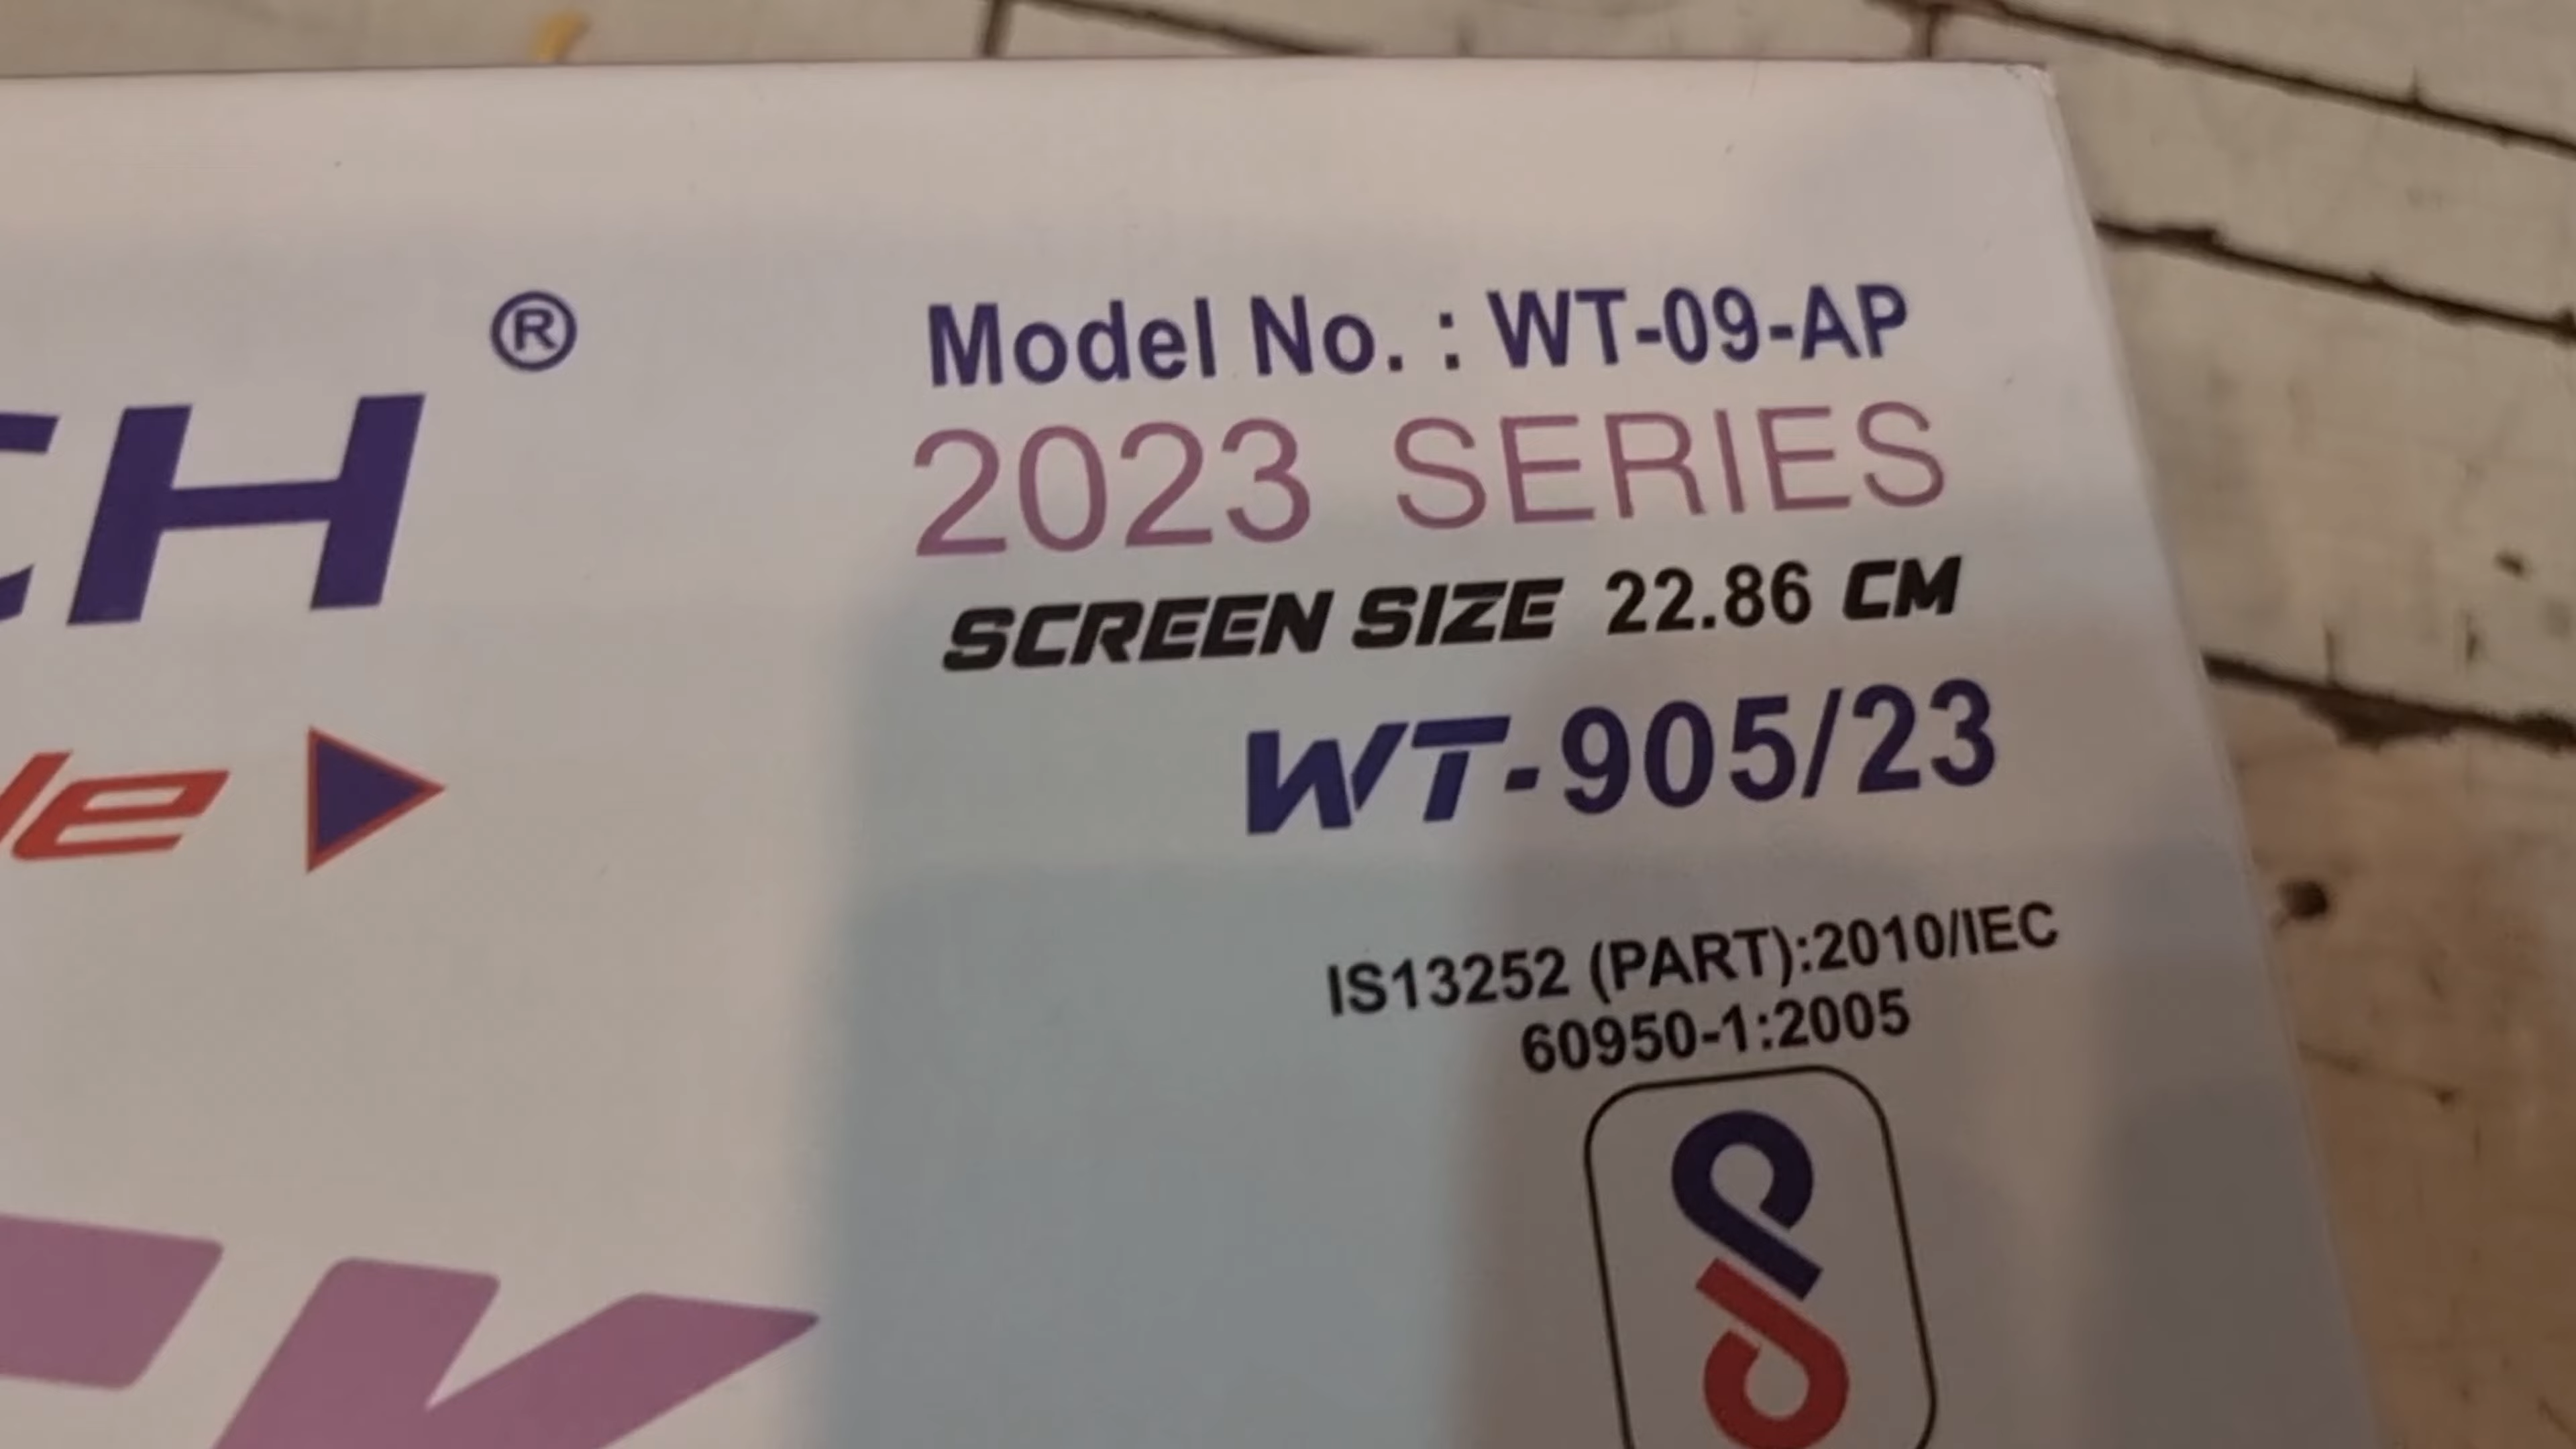 ®
Model No. : WT-09-AP
2023 SERIES
SCREEN SIZE 22.86 CM
WT-905/23
IS13252 (PART):2010/IEC
60950-1:2005